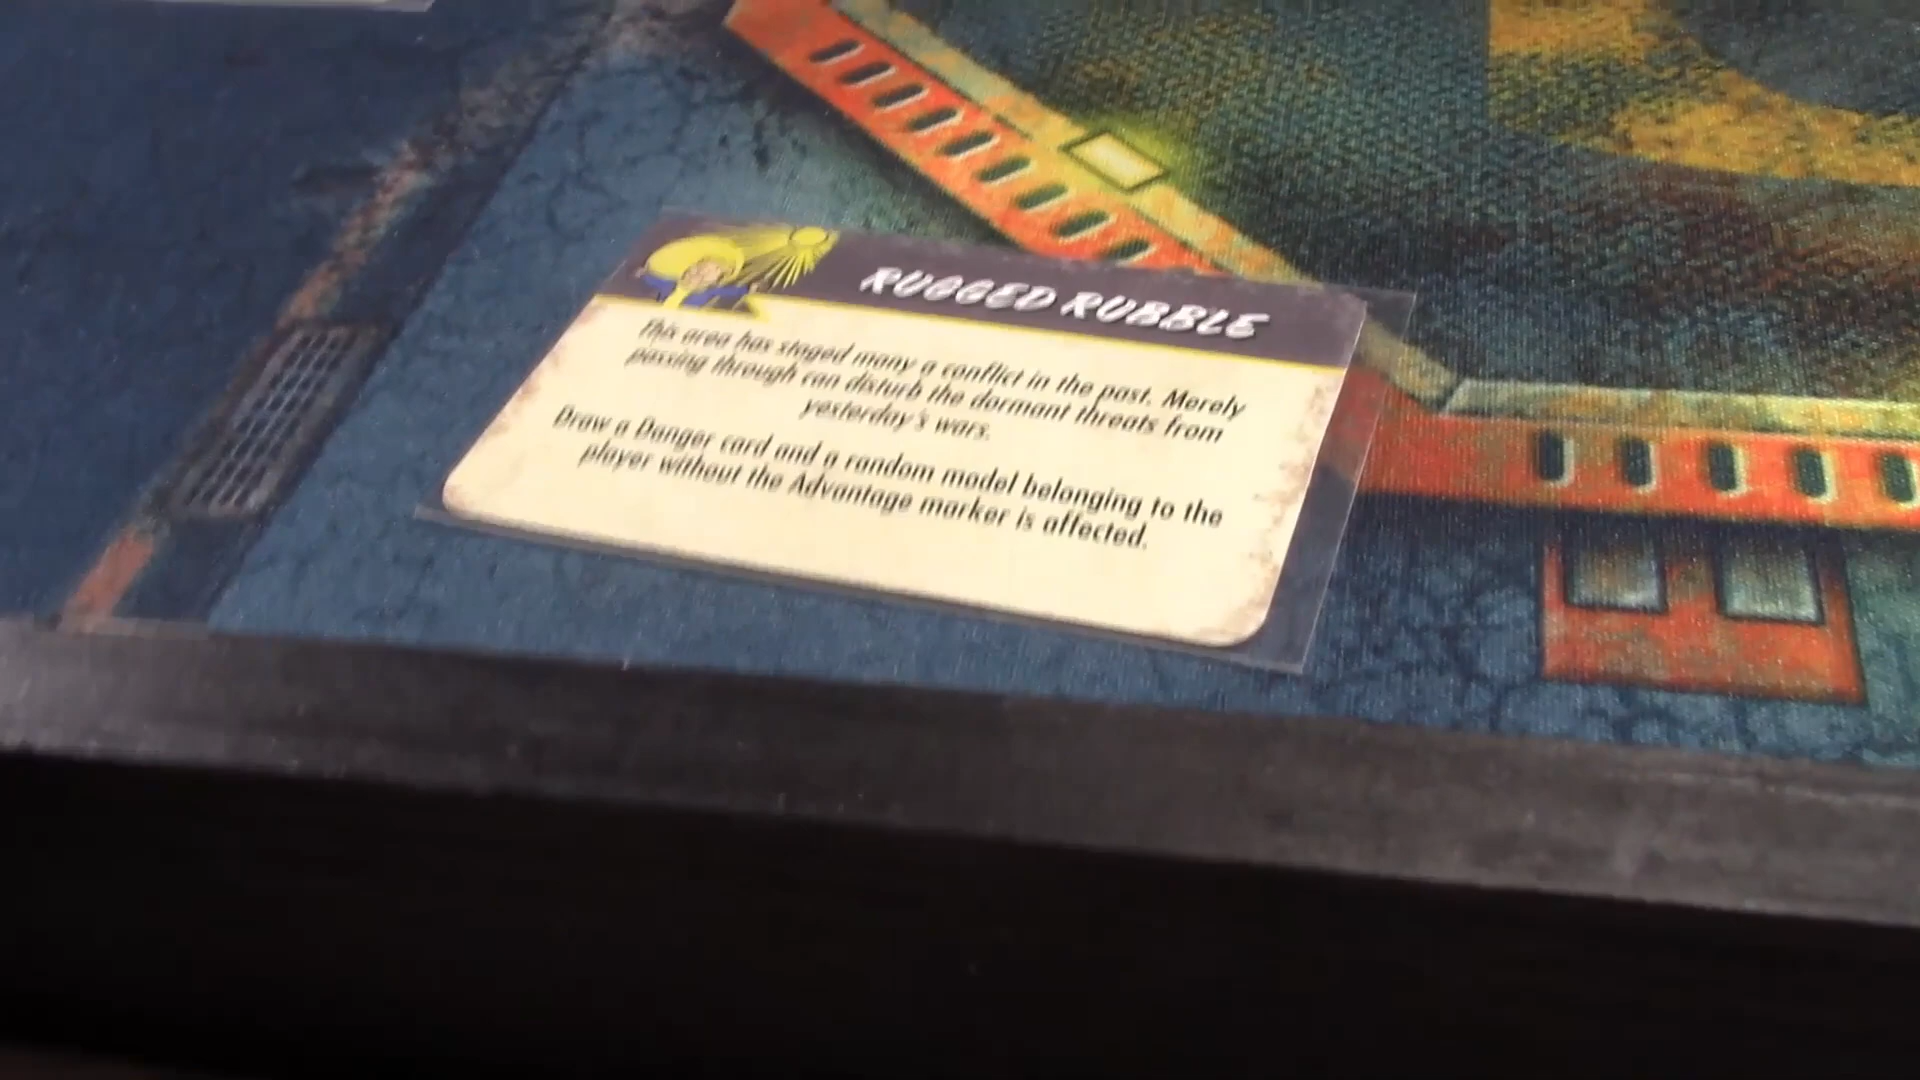 RUGGED RUBBLE
This area has staged many a conflict in the past. Merely
passing through can disturb the dormant threats from
yesterday's wars.
Draw a Danger card and a random model belonging to the
player without the Advantage marker is affected.